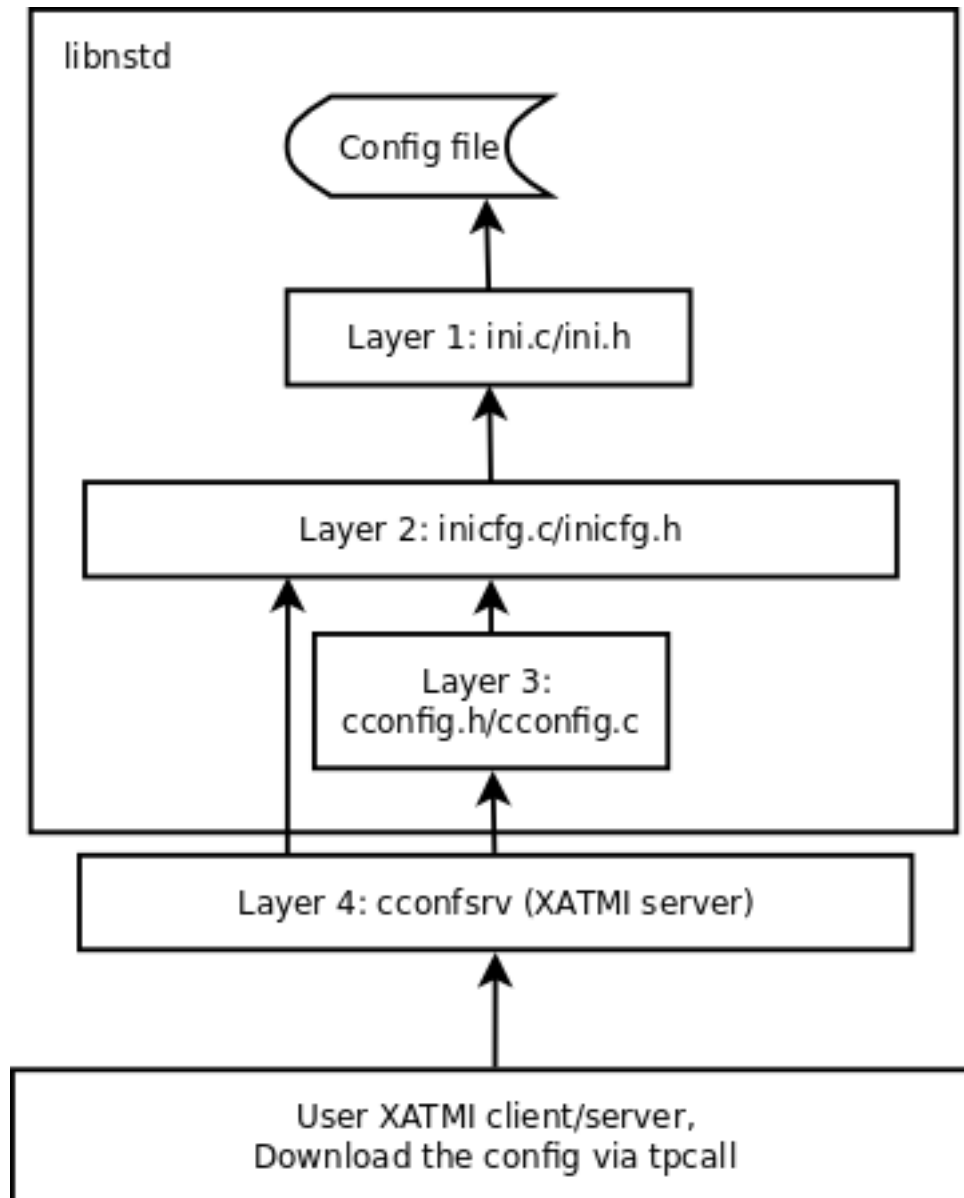 libnstd
Config file
Layer 1: ini.c/ini.h
Layer 2: inicfg.c/inicfg.h
Layer 3:
cconfig.h/cconfig.c
Layer 4: cconfsrv (XATMI server)
User XATMI client/server,
Download the config via tpcall